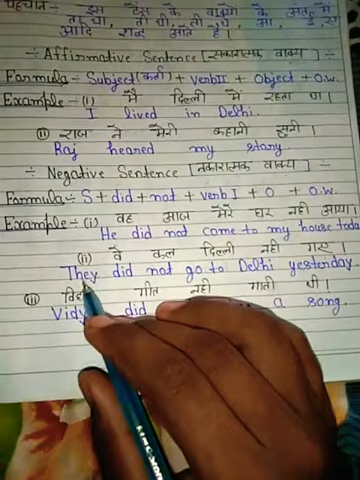 पहचान :- इस टेंस के वाक्यों के अंत में
ता था, ती थी, ते थे, आ, ई, ए
आदि शब्द आते हैं।
÷ Affirmative Sentence [सकारात्मक वाक्य] ÷
Formula÷ Subject (कर्ता) + verb II + Object + O.w.
Example÷ (i) मैं दिल्ली में रहता था।
I lived in Delhi.
(ii) राज ने मेरी कहानी सुनी।
Raj heared my story
÷ Negative Sentence [नकारात्मक वाक्य] ÷
Formula÷ S + did + not + verb I + O + O.w.
Example÷ (i) वह आज मेरे घर नहीं आया।
He did not come to my house toda
(ii) वे कल दिल्ली नहीं गए।
They did not go to Delhi yesterday.
(iii) गीत नहीं गाती थी।
did a song.